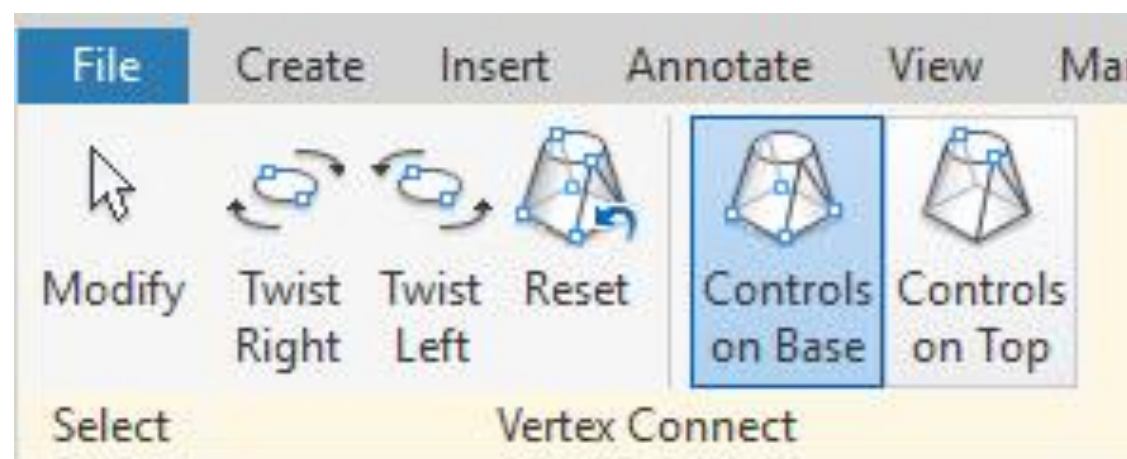 File Create Insert Annotate View
Modify Twist Twist Reset Controls Controls
Right Left on Base on Top
Select Vertex Connect